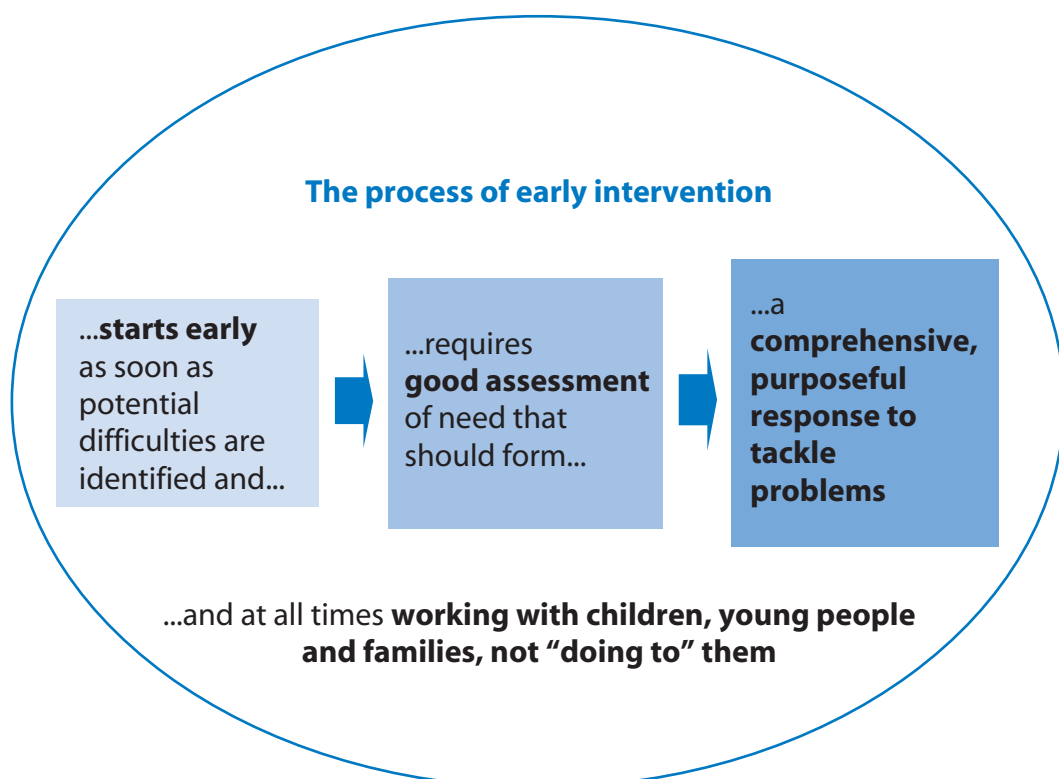 The process of early intervention
...starts early
as soon as
potential
difficulties are
identified and...
...requires
good assessment
of need that
should form...
...a
comprehensive,
purposeful
response to
tackle
problems
...and at all times working with children, young people
and families, not “doing to” them